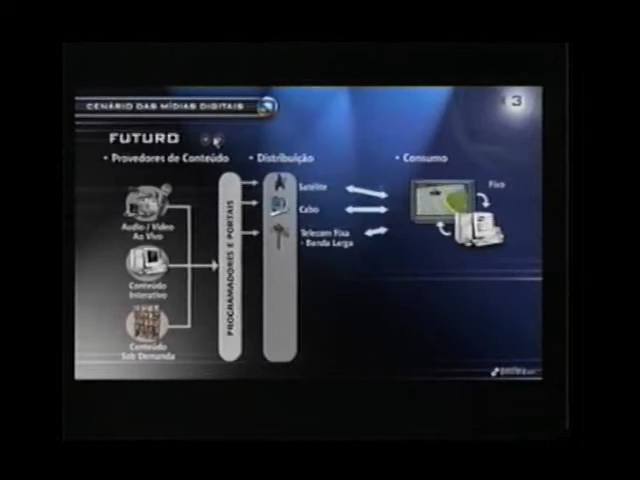 CENÁRIO DAS MÍDIAS DIGITAIS
3
FUTURO
• Provedores de Conteúdo
• Distribuição
• Consumo
Audio / Vídeo
Ao Vivo
Conteúdo
Interativo
Conteúdo
Sob Demanda
PROGRAMADORES E PORTAIS
Satélite
Cabo
Telecom Fixa
- Banda Larga
Fixo